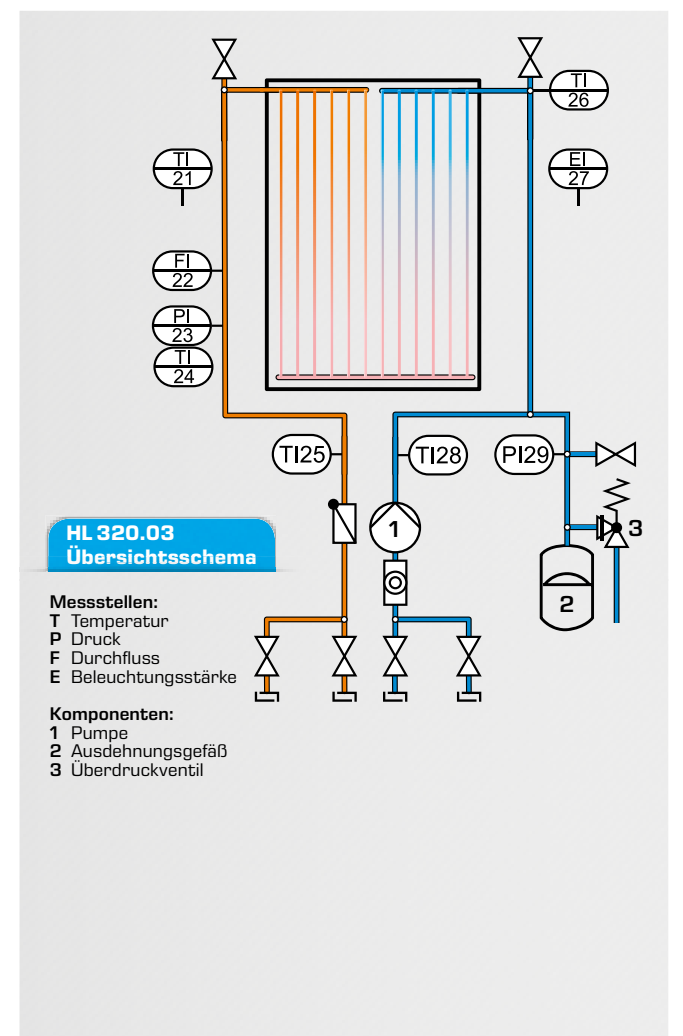 TI
26
TI
21
EI
27
FI
22
PI
23
TI
24
TI25
TI28
PI29
1
3
2
HL 320.03
Übersichtsschema
Messstellen:
T Temperatur
P Druck
F Durchfluss
E Beleuchtungsstärke
Komponenten:
1 Pumpe
2 Ausdehnungsgefäß
3 Überdruckventil